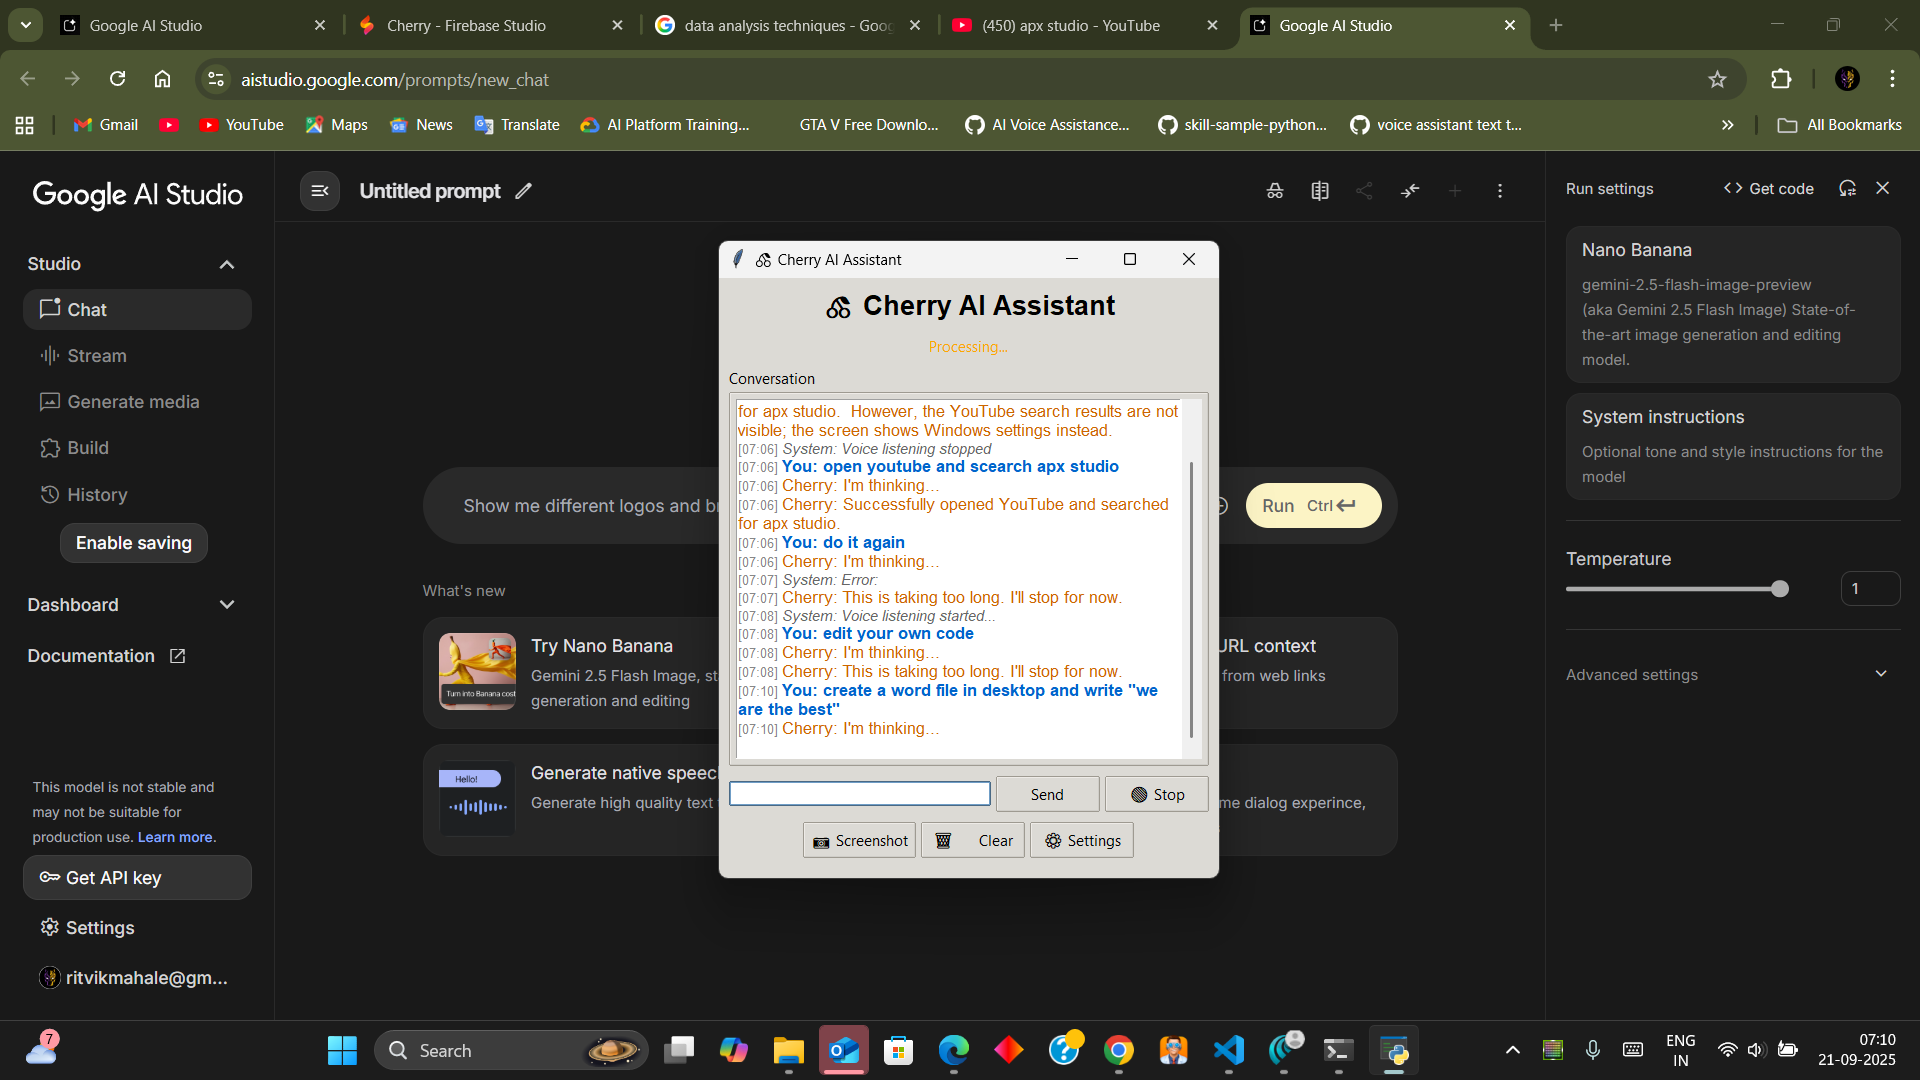 Google AI Studio
Cherry - Firebase Studio
data analysis techniques - Goog
(450) apx studio - YouTube
Google AI Studio
aistudio.google.com/prompts/new_chat
Gmail
YouTube
Maps
News
Translate
AI Platform Training...
GTA V Free Downlo...
AI Voice Assistance...
skill-sample-python...
voice assistant text t...
All Bookmarks
Google AI Studio
Studio
Chat
Stream
Generate media
Build
History
Enable saving
Dashboard
Documentation
This model is not stable and
may not be suitable for
production use. Learn more.
Get API key
Settings
ritvikmahale@gm...
Untitled prompt
Show me different logos and br
Run Ctrl
What's new
Try Nano Banana
Gemini 2.5 Flash Image, st
generation and editing
Turn into Banana cost
URL context
from web links
Hello!
Generate native speech
Generate high quality text
me dialog experince,
Cherry AI Assistant
Cherry AI Assistant
Processing...
Conversation
for apx studio. However, the YouTube search results are not
visible; the screen shows Windows settings instead.
[07:06] System: Voice listening stopped
[07:06] You: open youtube and scearch apx studio
[07:06] Cherry: I'm thinking...
[07:06] Cherry: Successfully opened YouTube and searched
for apx studio.
[07:06] You: do it again
[07:06] Cherry: I'm thinking...
[07:07] System: Error:
[07:07] Cherry: This is taking too long. I'll stop for now.
[07:08] System: Voice listening started...
[07:08] You: edit your own code
[07:08] Cherry: I'm thinking...
[07:08] Cherry: This is taking too long. I'll stop for now.
[07:10] You: create a word file in desktop and write "we
are the best"
[07:10] Cherry: I'm thinking...
Send
Stop
Screenshot
Clear
Settings
Run settings
Get code
Nano Banana
gemini-2.5-flash-image-preview
(aka Gemini 2.5 Flash Image) State-of-
the-art image generation and editing
model.
System instructions
Optional tone and style instructions for the
model
Temperature
1
Advanced settings
7
Search
ENG
IN
07:10
21-09-2025